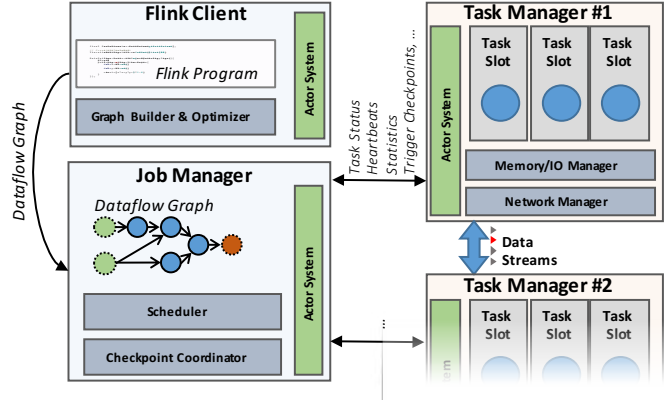 Flink Client
Flink Program
Graph Builder & Optimizer
Actor System
Dataflow Graph
Job Manager
Dataflow Graph
Scheduler
Checkpoint Coordinator
Actor System
Task Status
Heartbeats
Statistics
Trigger Checkpoints, ...
...
Task Manager #1
Actor System
Task
Slot
Task
Slot
Task
Slot
Memory/IO Manager
Network Manager
Data
Streams
Task Manager #2
Task
Slot
Task
Slot
Task
Slot